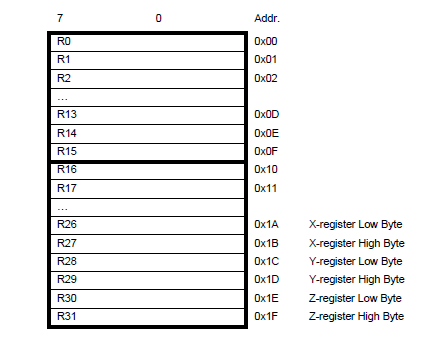 7 0 Addr.
R0 0x00
R1 0x01
R2 0x02
...
R13 0x0D
R14 0x0E
R15 0x0F
R16 0x10
R17 0x11
...
R26 0x1A X-register Low Byte
R27 0x1B X-register High Byte
R28 0x1C Y-register Low Byte
R29 0x1D Y-register High Byte
R30 0x1E Z-register Low Byte
R31 0x1F Z-register High Byte